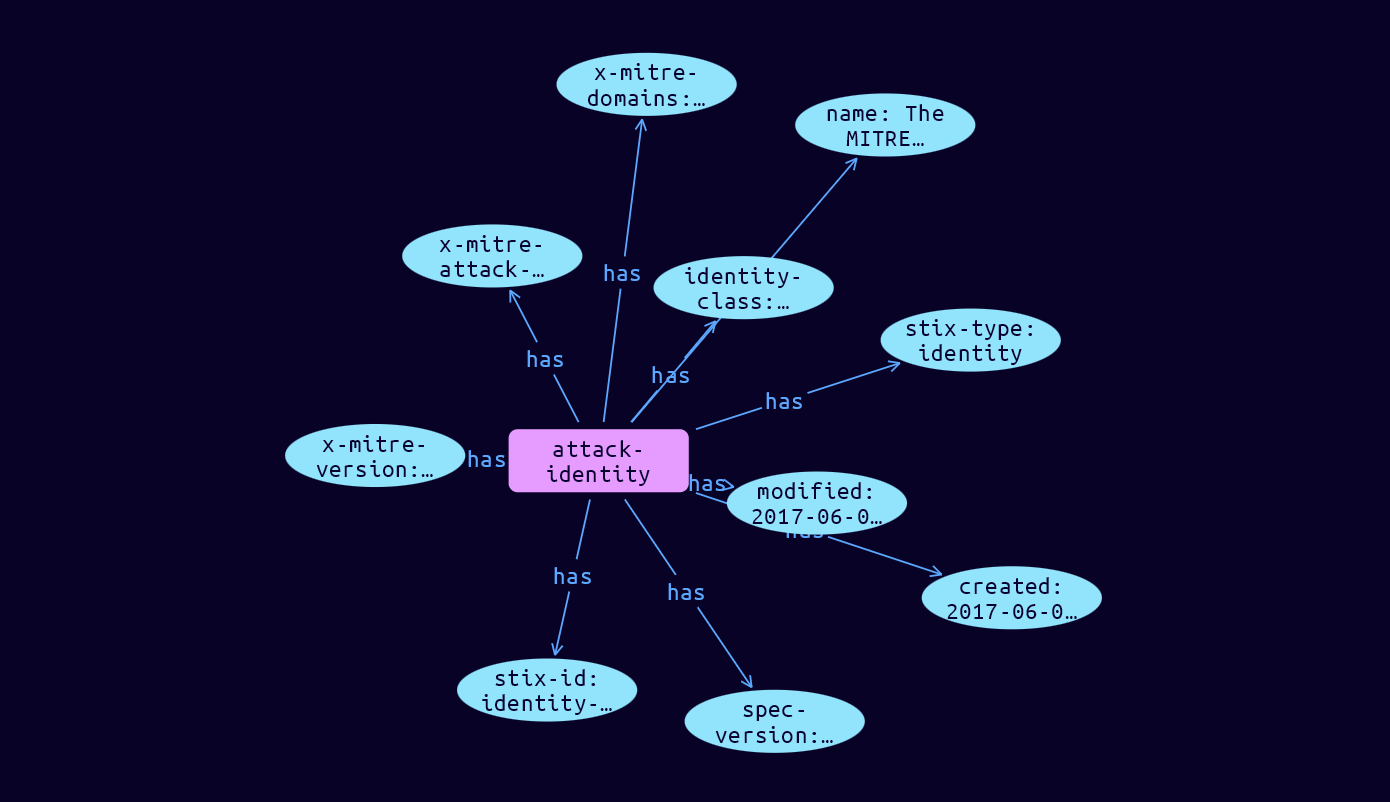 x-mitre-
domains:…
name: The
MITRE…
x-mitre-
attack-…
has
identity-
class:…
stix-type:
identity
has
has
has
x-mitre-
version:…
has
attack-
identity
has
modified:
2017-06-0…
has
created:
2017-06-0…
has
has
stix-id:
identity-…
spec-
version:…